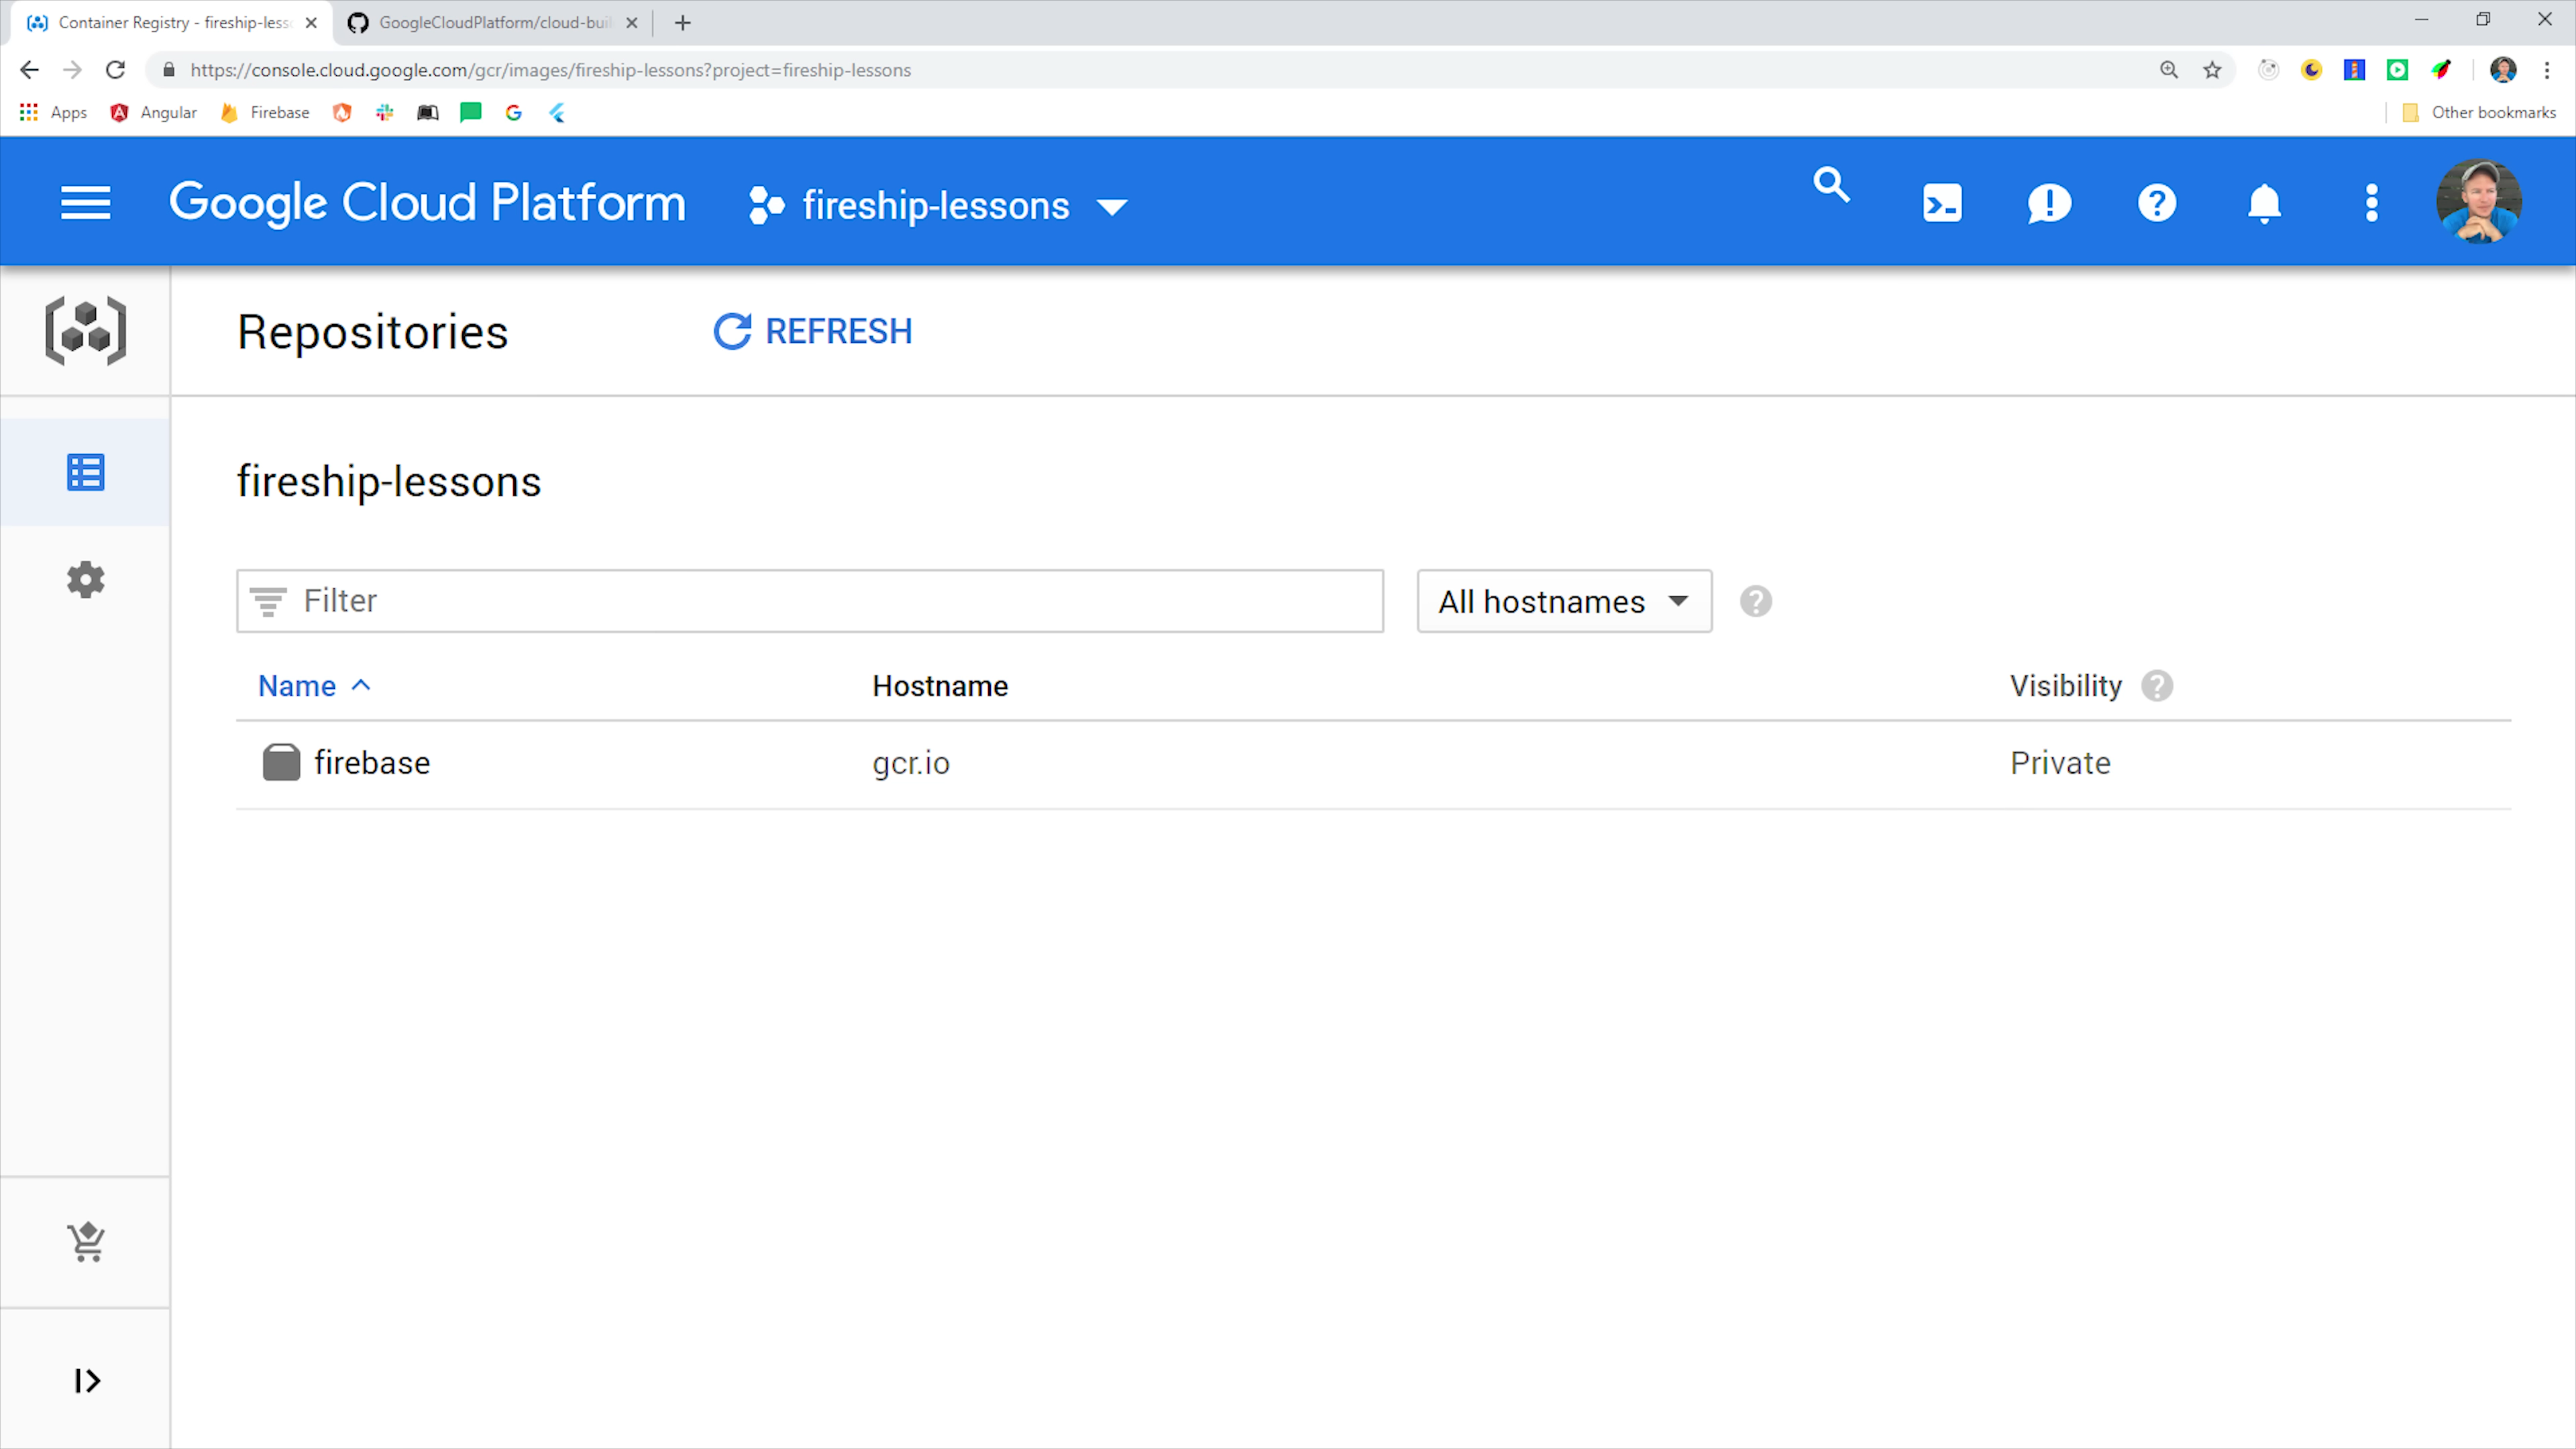 Container Registry - fireship-less
GoogleCloudPlatform/cloud-buil
https://console.cloud.google.com/gcr/images/fireship-lessons?project=fireship-lessons
Apps Angular Firebase Other bookmarks
Google Cloud Platform fireship-lessons
Repositories REFRESH
fireship-lessons
Filter All hostnames
Name Hostname Visibility
firebase gcr.io Private